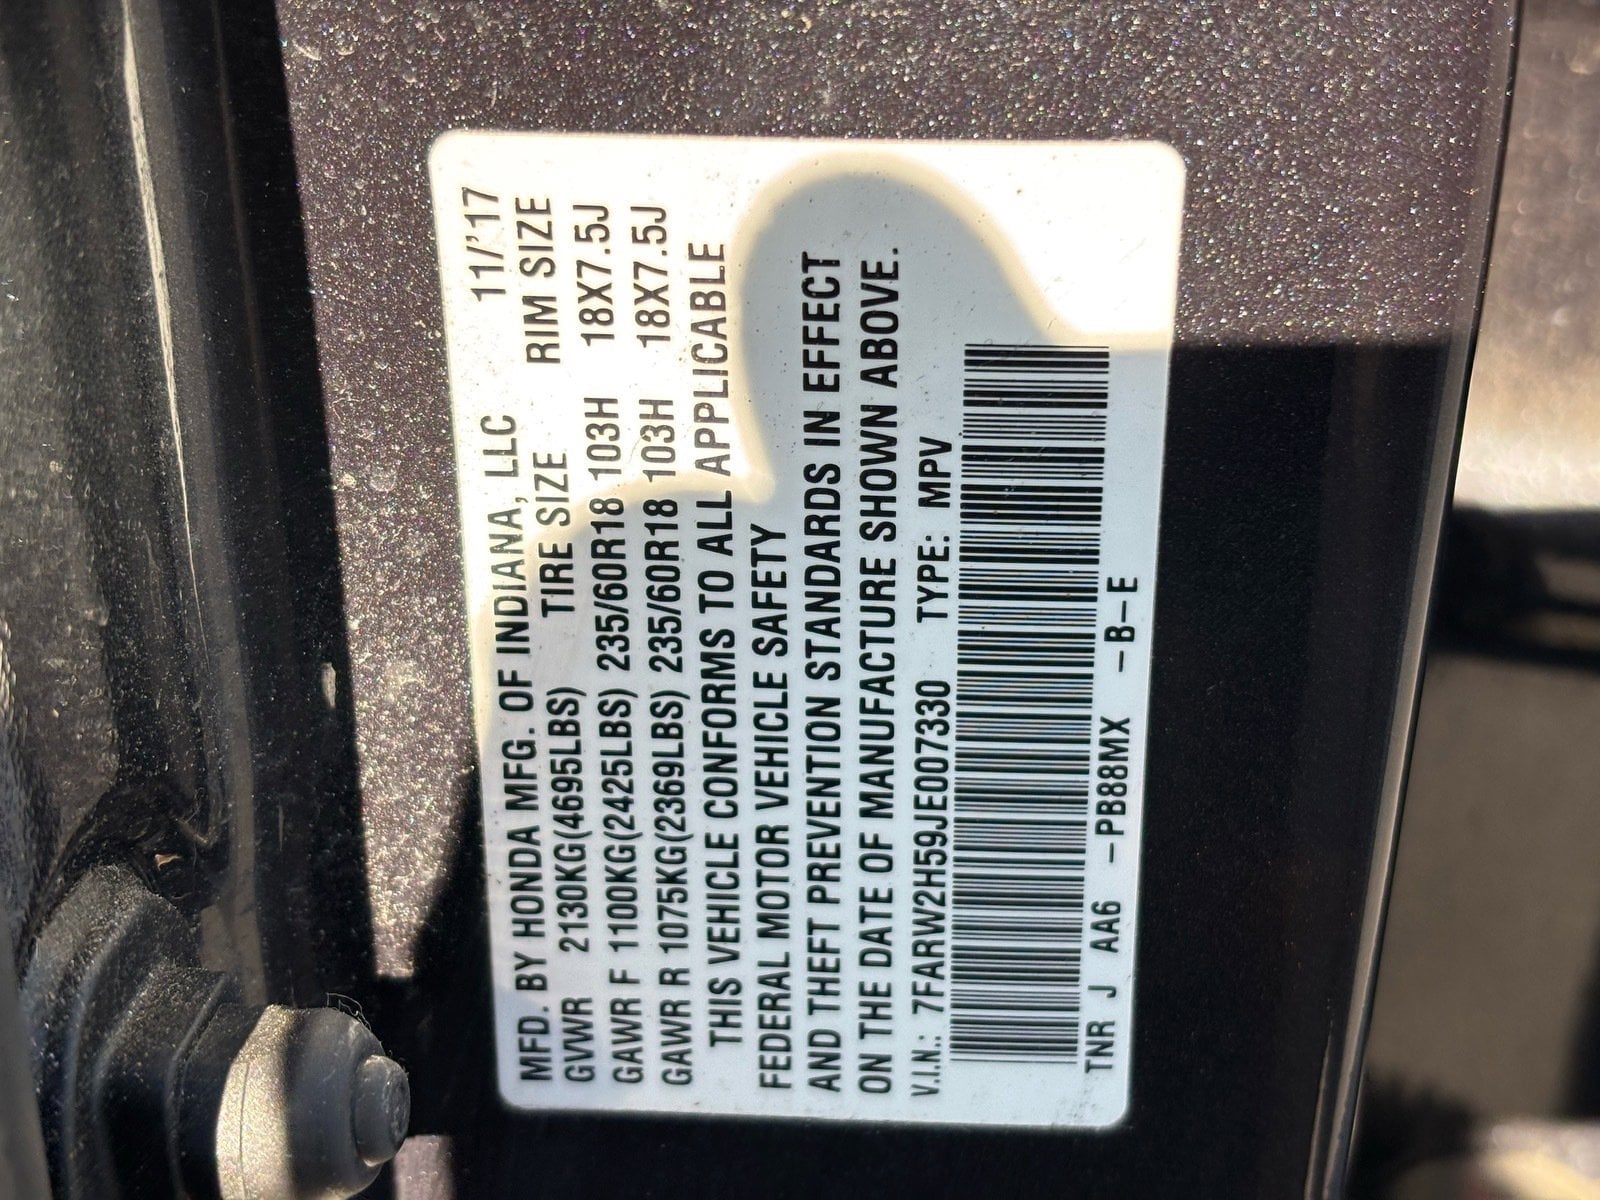 MFD. BY HONDA MFG. OF INDIANA, LLC 11/'17
GVWR 2130KG(4695LBS) TIRE SIZE RIM SIZE
GAWR F 1100KG(2425LBS) 235/60R18 103H 18X7.5J
GAWR R 1075KG(2369LBS) 235/60R18 103H 18X7.5J
THIS VEHICLE CONFORMS TO ALL APPLICABLE
FEDERAL MOTOR VEHICLE SAFETY
AND THEFT PREVENTION STANDARDS IN EFFECT
ON THE DATE OF MANUFACTURE SHOWN ABOVE.
V.I.N.: 7FARW2H59JE007330 TYPE: MPV
TNR J AA6 -PB88MX -B-E